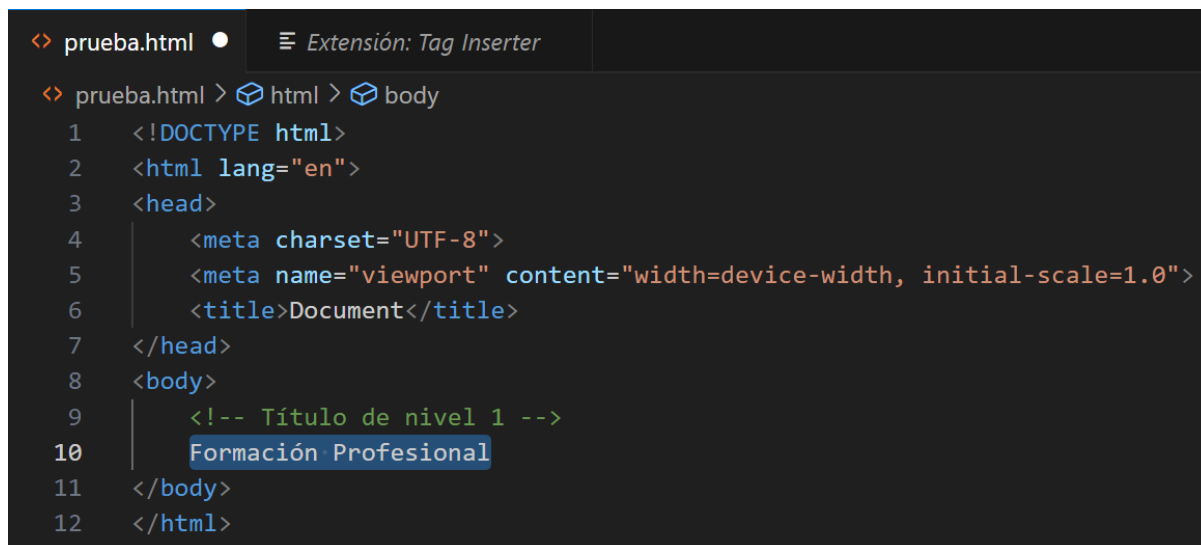 prueba.html Extensión: Tag Inserter
prueba.html > html > body
1 <!DOCTYPE html>
2 <html lang="en">
3 <head>
4     <meta charset="UTF-8">
5     <meta name="viewport" content="width=device-width, initial-scale=1.0">
6     <title>Document</title>
7 </head>
8 <body>
9     <!-- Título de nivel 1 -->
10     Formación Profesional
11 </body>
12 </html>